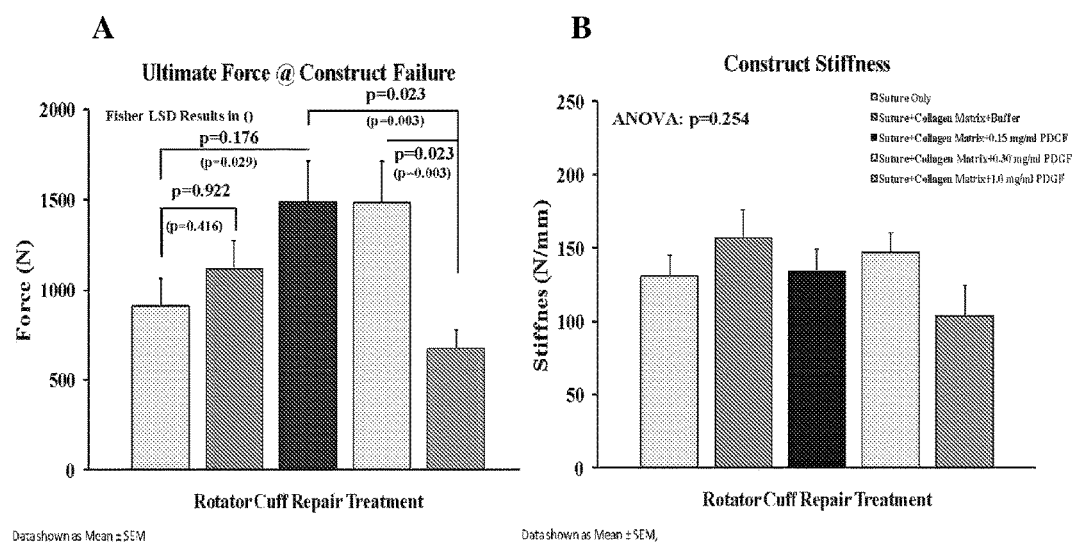 A
Ultimate Force @ Construct Failure
Fisher LSD Results in ()
p=0.023
(p=0.003)
p=0.176
(p=0.029)
p=0.023
(p=0.003)
p=0.922
(p=0.416)
2000
1500
1000
500
0
Force (N)
Rotator Cuff Repair Treatment
Data shown as Mean ± SEM
B
Construct Stiffness
ANOVA: p=0.254
Suture Only
Suture+Collagen Matrix+Buffer
Suture+Collagen Matrix+0.15 mg/ml PDGF
Suture+Collagen Matrix+0.30 mg/ml PDGF
Suture+Collagen Matrix+1.0 mg/ml PDGF
250
200
150
100
50
0
Stiffnes (N/mm)
Rotator Cuff Repair Treatment
Data shown as Mean ± SEM,